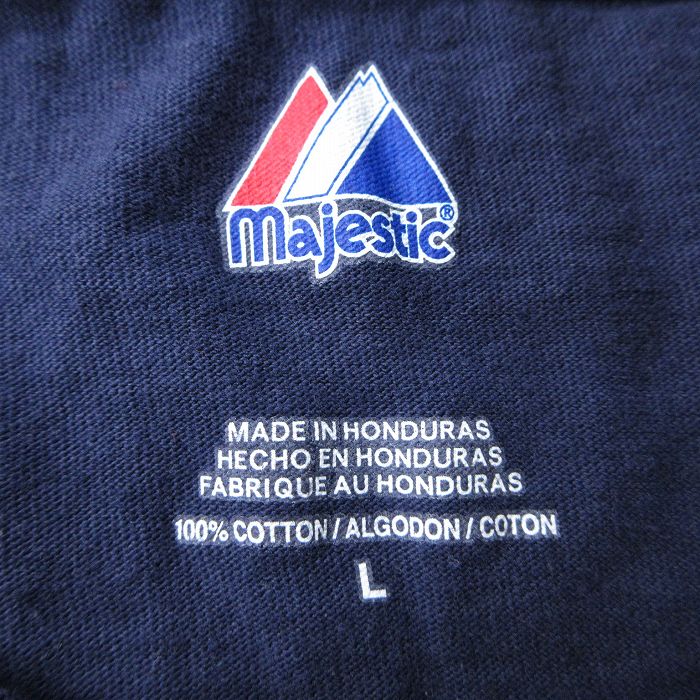 Majestic®
MADE IN HONDURAS
HECHO EN HONDURAS
FABRIQUE AU HONDURAS
100% COTTON / ALGODON / COTON
L